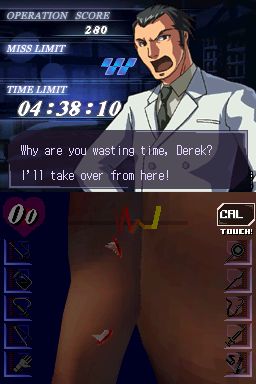 OPERATION SCORE
280
MISS LIMIT
TIME LIMIT
04:38:10
Why are you wasting time, Derek?
I'll take over from here!
00
CAL
TOUCH!